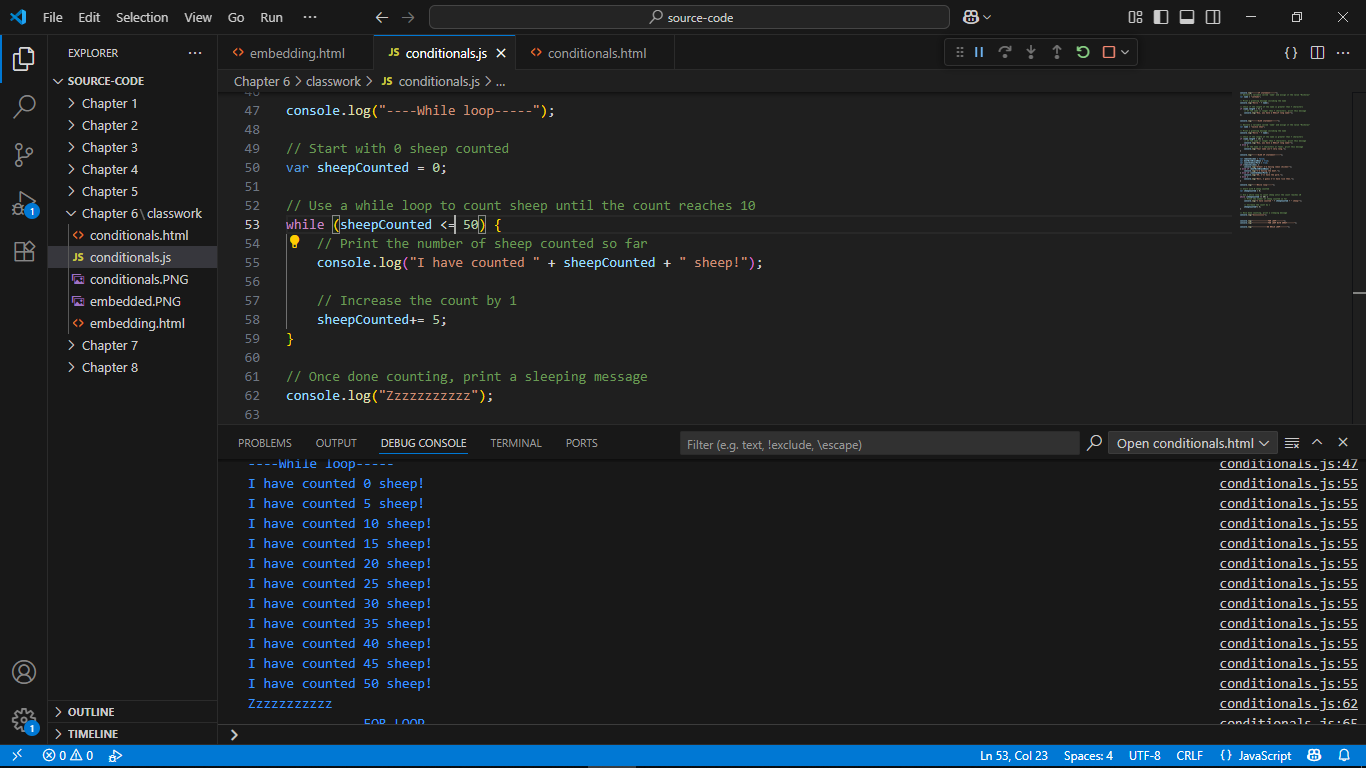 File Edit Selection View Go Run ··· source-code
EXPLORER ···
SOURCE-CODE
Chapter 1
Chapter 2
Chapter 3
Chapter 4
Chapter 5
Chapter 6\classwork
conditionals.html
JS conditionals.js
conditionals.PNG
embedded.PNG
embedding.html
Chapter 7
Chapter 8
OUTLINE
TIMELINE
1
1
embedding.html JS conditionals.js conditionals.html
Chapter 6 > classwork > JS conditionals.js > ...
46
47 console.log("----While loop-----");
48
49 // Start with 0 sheep counted
50 var sheepCounted = 0;
51
52 // Use a while loop to count sheep until the count reaches 10
53 while (sheepCounted <= 50) {
54 // Print the number of sheep counted so far
55 console.log("I have counted " + sheepCounted + " sheep!");
56
57 // Increase the count by 1
58 sheepCounted+= 5;
59 }
60
61 // Once done counting, print a sleeping message
62 console.log("Zzzzzzzzzzz");
63
PROBLEMS OUTPUT DEBUG CONSOLE TERMINAL PORTS Filter (e.g. text, !exclude, \escape) Open conditionals.html
----While loop----- conditionals.js:47
I have counted 0 sheep! conditionals.js:55
I have counted 5 sheep! conditionals.js:55
I have counted 10 sheep! conditionals.js:55
I have counted 15 sheep! conditionals.js:55
I have counted 20 sheep! conditionals.js:55
I have counted 25 sheep! conditionals.js:55
I have counted 30 sheep! conditionals.js:55
I have counted 35 sheep! conditionals.js:55
I have counted 40 sheep! conditionals.js:55
I have counted 45 sheep! conditionals.js:55
I have counted 50 sheep! conditionals.js:55
Zzzzzzzzzzz conditionals.js:62
FOR LOOP conditionals.js:65
0 0 Ln 53, Col 23 Spaces: 4 UTF-8 CRLF {} JavaScript